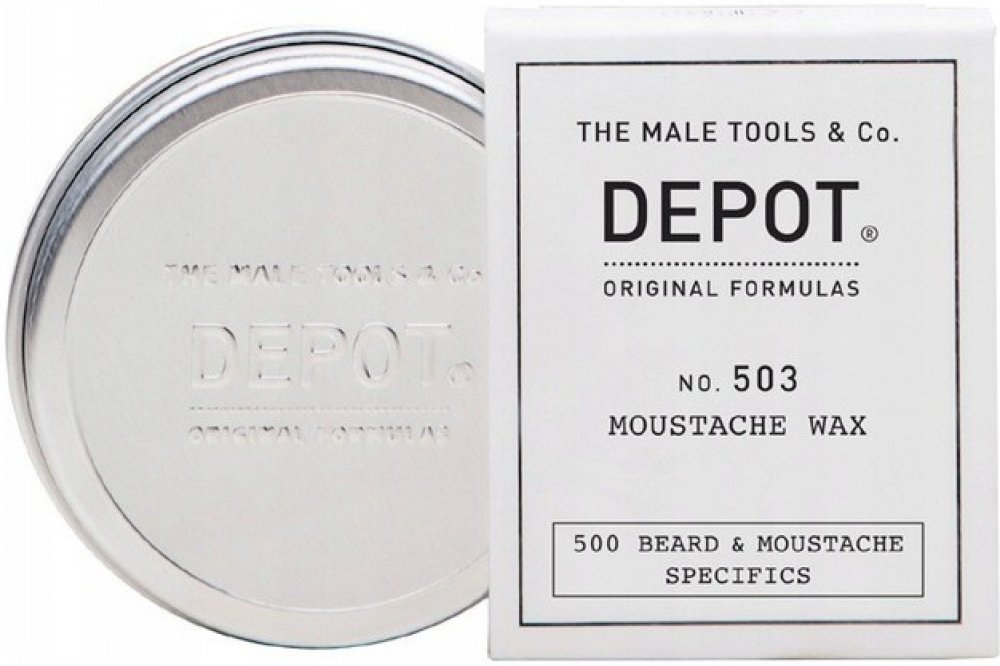 THE MALE TOOLS & Co.
DEPOT®
ORIGINAL FORMULAS
THE MALE TOOLS & Co.
DEPOT®
ORIGINAL FORMULAS
NO. 503
MOUSTACHE WAX
500 BEARD & MOUSTACHE
SPECIFICS